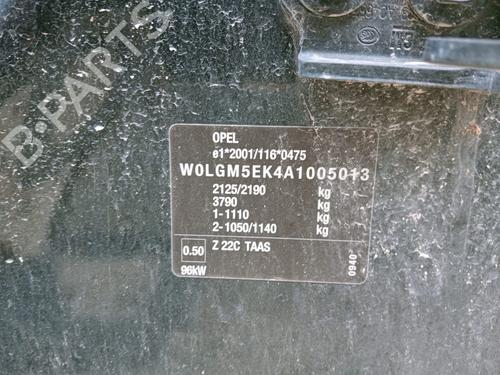 B-PARTS
OPEL
e1*2001/116*0475
W0LGM5EK4A1005013
2125/2190 kg
3790 kg
1-1110 kg
2-1050/1140 kg
0.50 Z 22C TAAS
96kW
0940